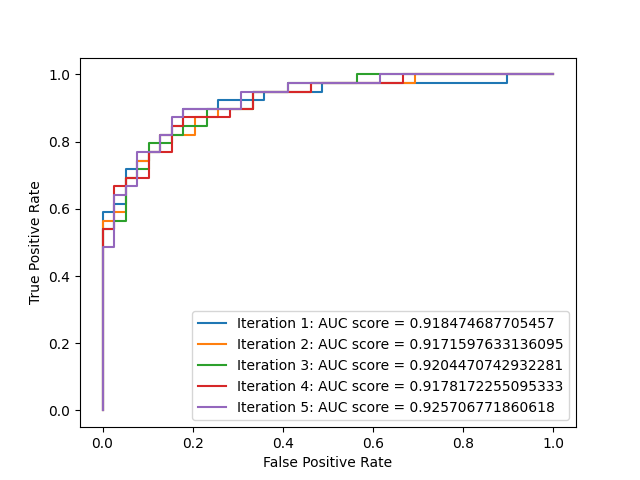 1.0
0.8
0.6
0.4
0.2
0.0
True Positive Rate
Iteration 1: AUC score = 0.918474687705457
Iteration 2: AUC score = 0.9171597633136095
Iteration 3: AUC score = 0.9204470742932281
Iteration 4: AUC score = 0.9178172255095333
Iteration 5: AUC score = 0.925706771860618
0.0 0.2 0.4 0.6 0.8 1.0
False Positive Rate